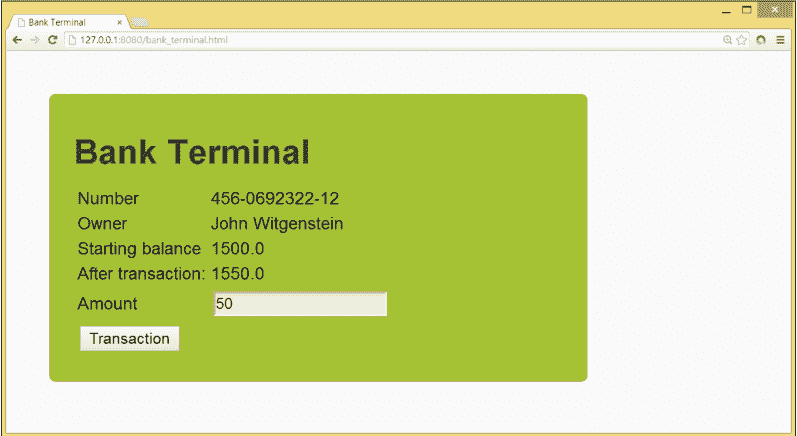 Bank Terminal
127.0.0.1:8080/bank_terminal.html
Bank Terminal
Number 456-0692322-12
Owner John Witgenstein
Starting balance 1500.0
After transaction: 1550.0
Amount 50
Transaction